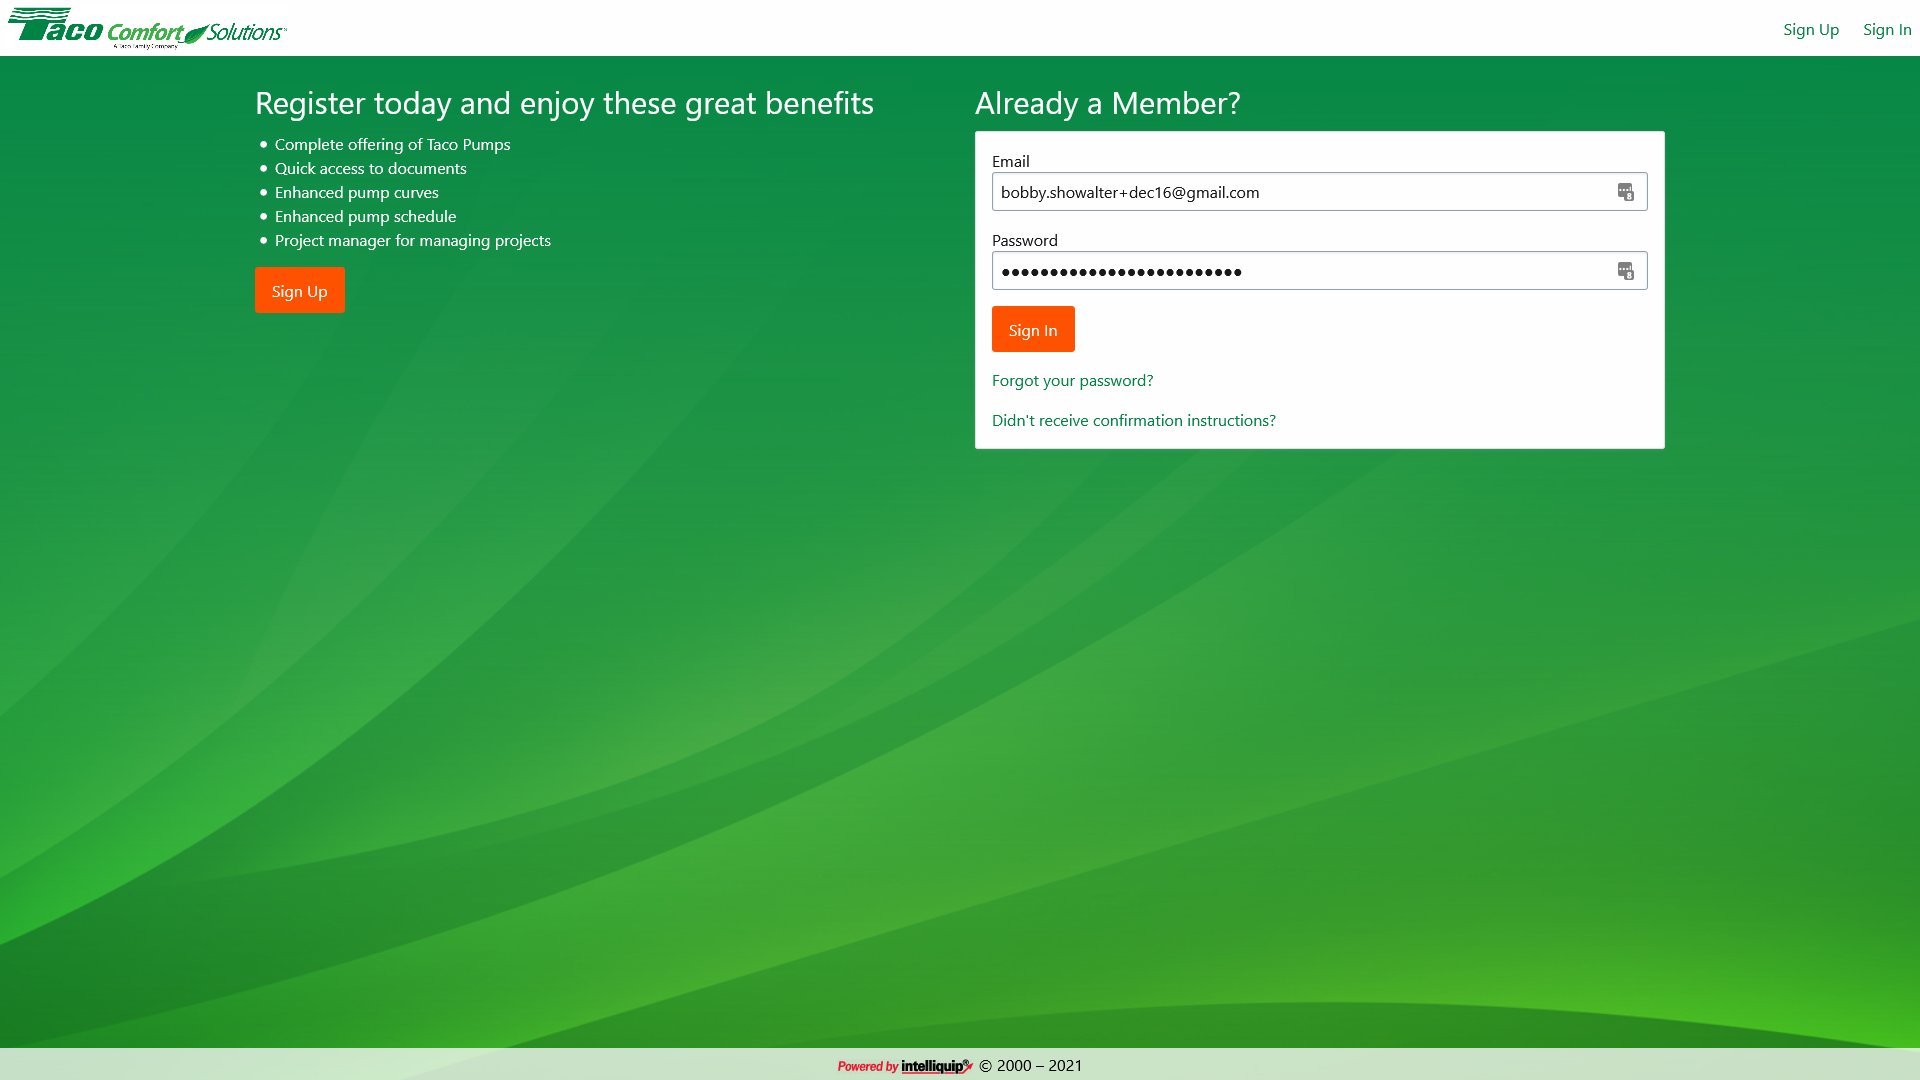 Taco Comfort Solutions
A Taco Family Company
Sign Up
Sign In
Register today and enjoy these great benefits
Complete offering of Taco Pumps
Quick access to documents
Enhanced pump curves
Enhanced pump schedule
Project manager for managing projects
Sign Up
Already a Member?
Email
bobby.showalter+dec16@gmail.com
Password
•••••••••••••••••••••••••
Sign In
Forgot your password?
Didn't receive confirmation instructions?
Powered by intelliquip® © 2000 – 2021